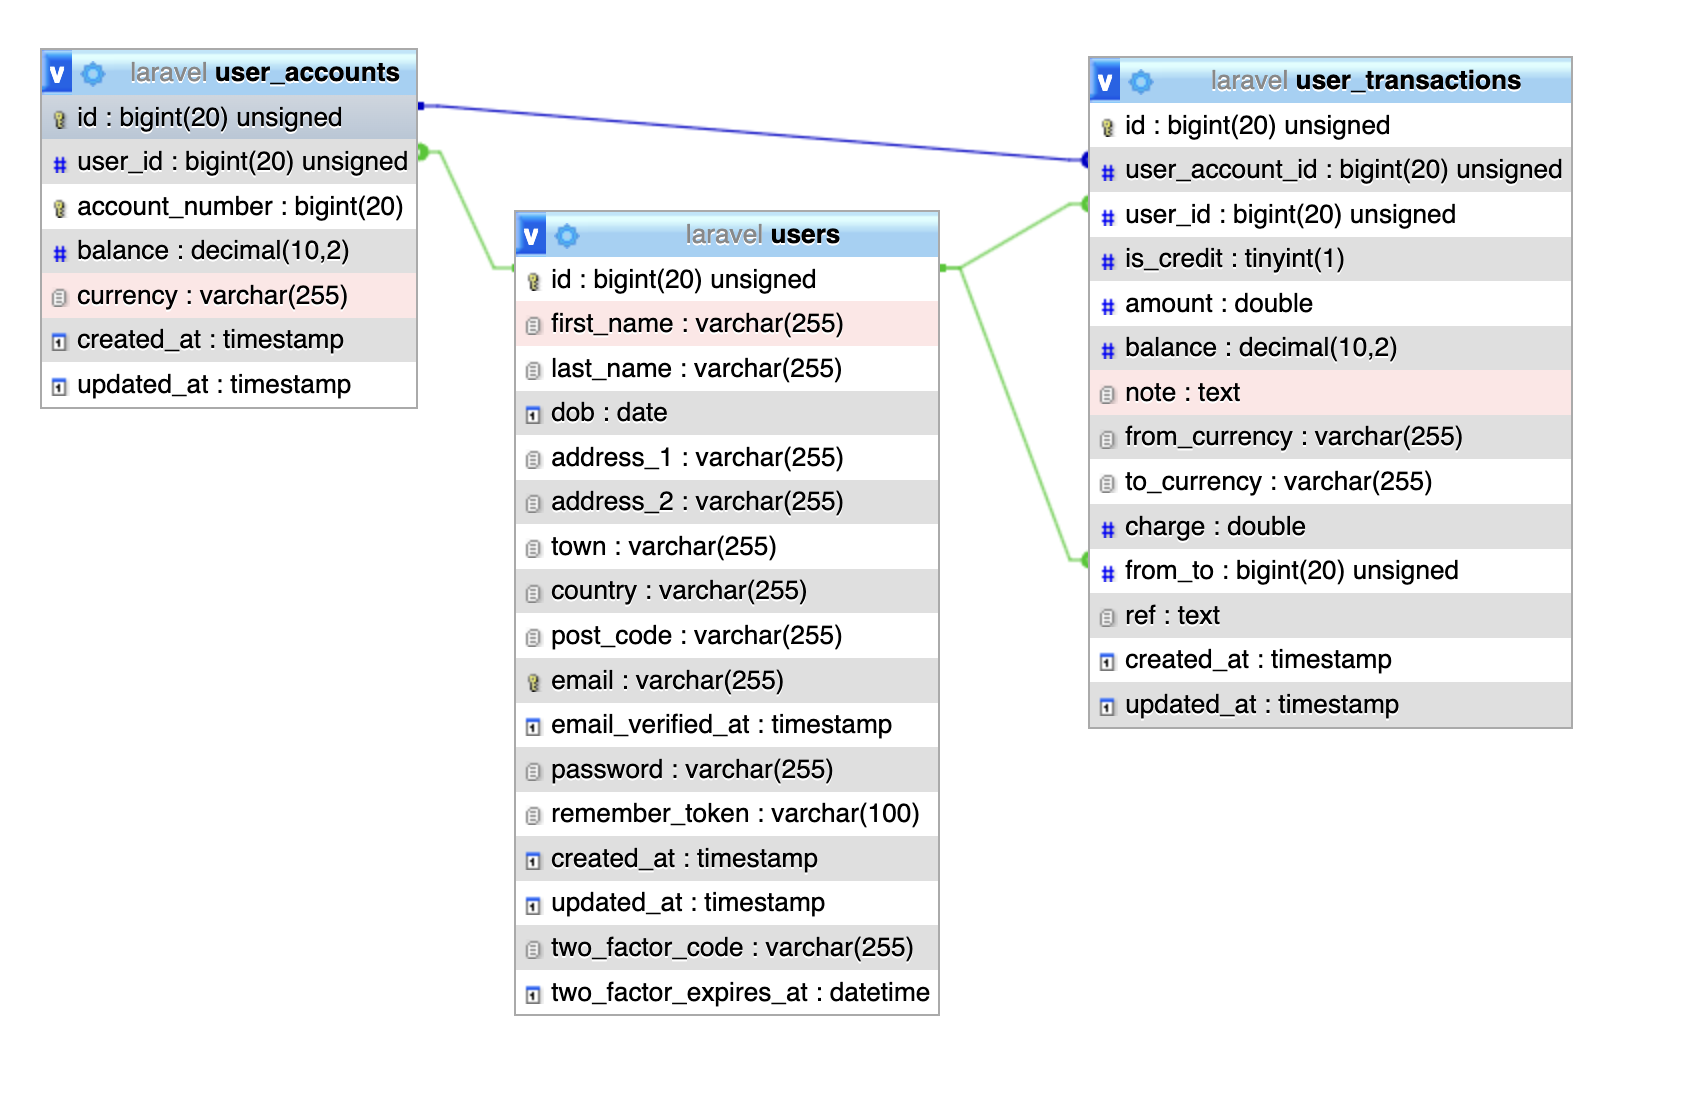 v laravel user_accounts
id : bigint(20) unsigned
# user_id : bigint(20) unsigned
account_number : bigint(20)
# balance : decimal(10,2)
currency : varchar(255)
created_at : timestamp
updated_at : timestamp
v laravel users
id : bigint(20) unsigned
first_name : varchar(255)
last_name : varchar(255)
dob : date
address_1 : varchar(255)
address_2 : varchar(255)
town : varchar(255)
country : varchar(255)
post_code : varchar(255)
email : varchar(255)
email_verified_at : timestamp
password : varchar(255)
remember_token : varchar(100)
created_at : timestamp
updated_at : timestamp
two_factor_code : varchar(255)
two_factor_expires_at : datetime
v laravel user_transactions
id : bigint(20) unsigned
# user_account_id : bigint(20) unsigned
# user_id : bigint(20) unsigned
# is_credit : tinyint(1)
# amount : double
# balance : decimal(10,2)
note : text
from_currency : varchar(255)
to_currency : varchar(255)
# charge : double
# from_to : bigint(20) unsigned
ref : text
created_at : timestamp
updated_at : timestamp